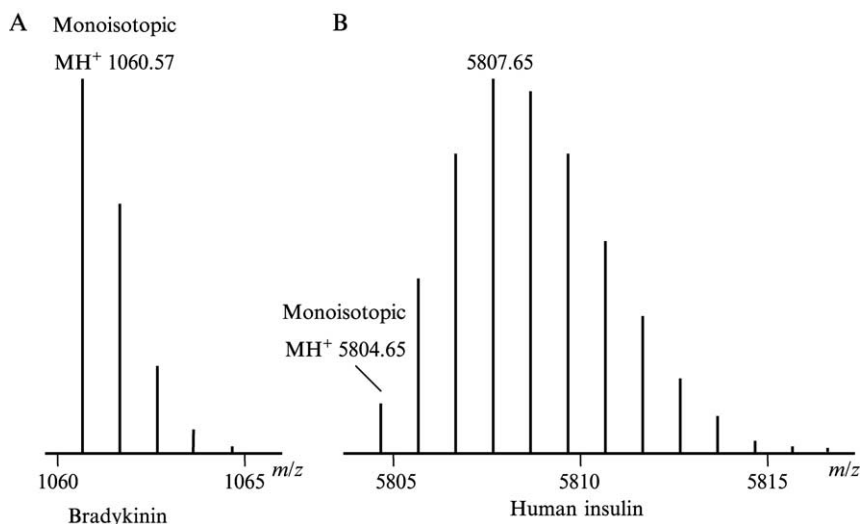 A
Monoisotopic
MH⁺ 1060.57
1060
1065
m/z
Bradykinin
B
5807.65
Monoisotopic
MH⁺ 5804.65
5805
5810
5815
m/z
Human insulin